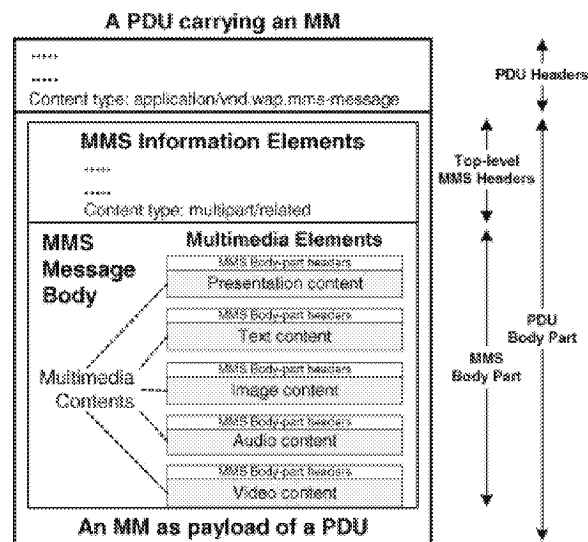 A PDU carrying an MM
.....
.....
Content type: application/vnd.wap.mms-message
PDU Headers
MMS Information Elements
.....
.....
Content type: multipart/related
Top-level
MMS Headers
MMS
Message
Body
Multimedia Elements
MMS Body-part headers
Presentation content
MMS Body-part headers
Text content
MMS Body-part headers
Image content
MMS Body-part headers
Audio content
MMS Body-part headers
Video content
Multimedia
Contents
MMS
Body Part
PDU
Body Part
An MM as payload of a PDU